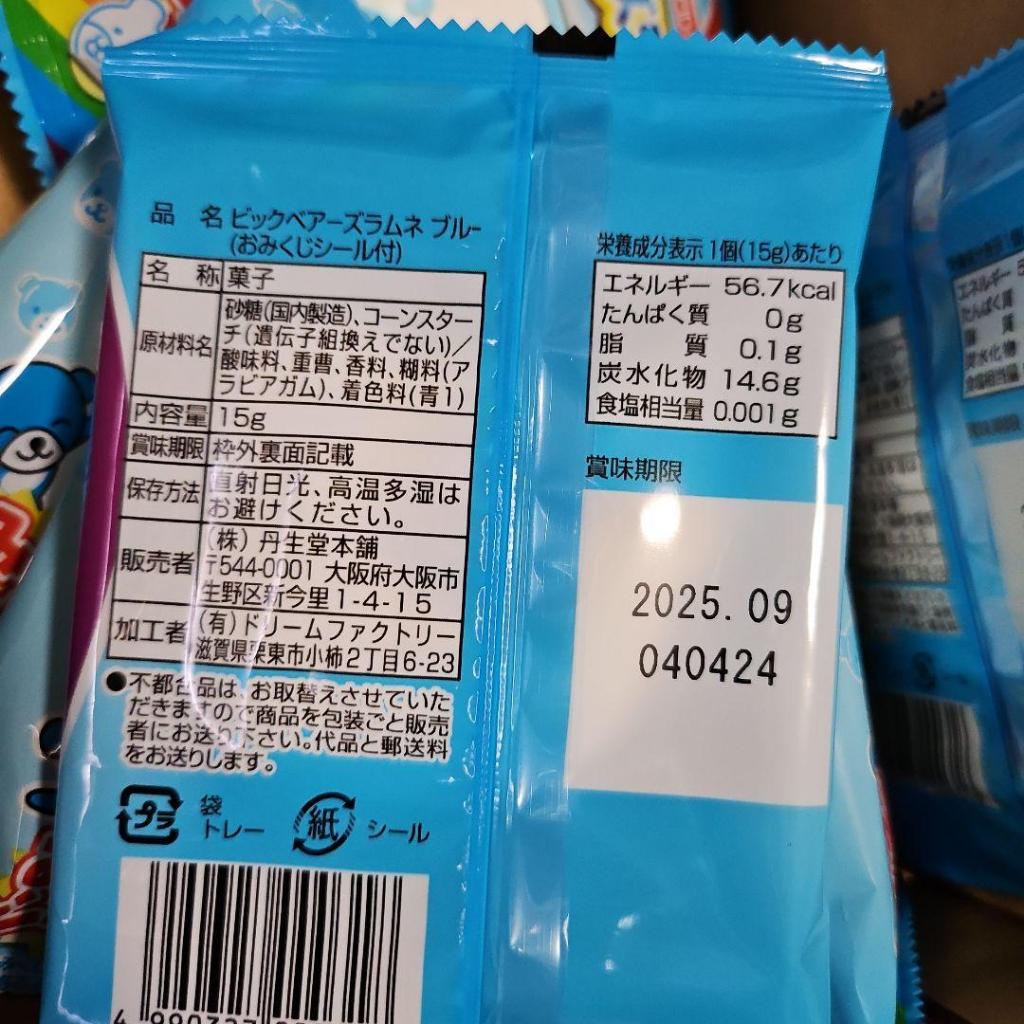 品 名 ビックベアーズラムネ ブルー
(おみくじシール付)
名 称 菓子
原材料名 砂糖(国内製造)、コーンスター
チ(遺伝子組換えでない)／
酸味料、重曹、香料、糊料(ア
ラビアガム)、着色料(青1)
内容量 15g
賞味期限 枠外裏面記載
保存方法 直射日光、高温多湿は
お避けください。
販売者 (株)丹生堂本舗
〒544-0001 大阪府大阪市
生野区新今里1-4-15
加工者 (有)ドリームファクトリー
滋賀県栗東市小柿2丁目6-23
●不都合品は、お取替えさせていた
だきますので商品を包装ごと販売
者にお送り下さい。代品と郵送料
をお送りします。
プラ 袋
トレー
紙 シール
栄養成分表示 1個(15g)あたり
エネルギー 56.7kcal
たんぱく質 0g
脂 質 0.1g
炭水化物 14.6g
食塩相当量 0.001g
賞味期限
2025.09
040424